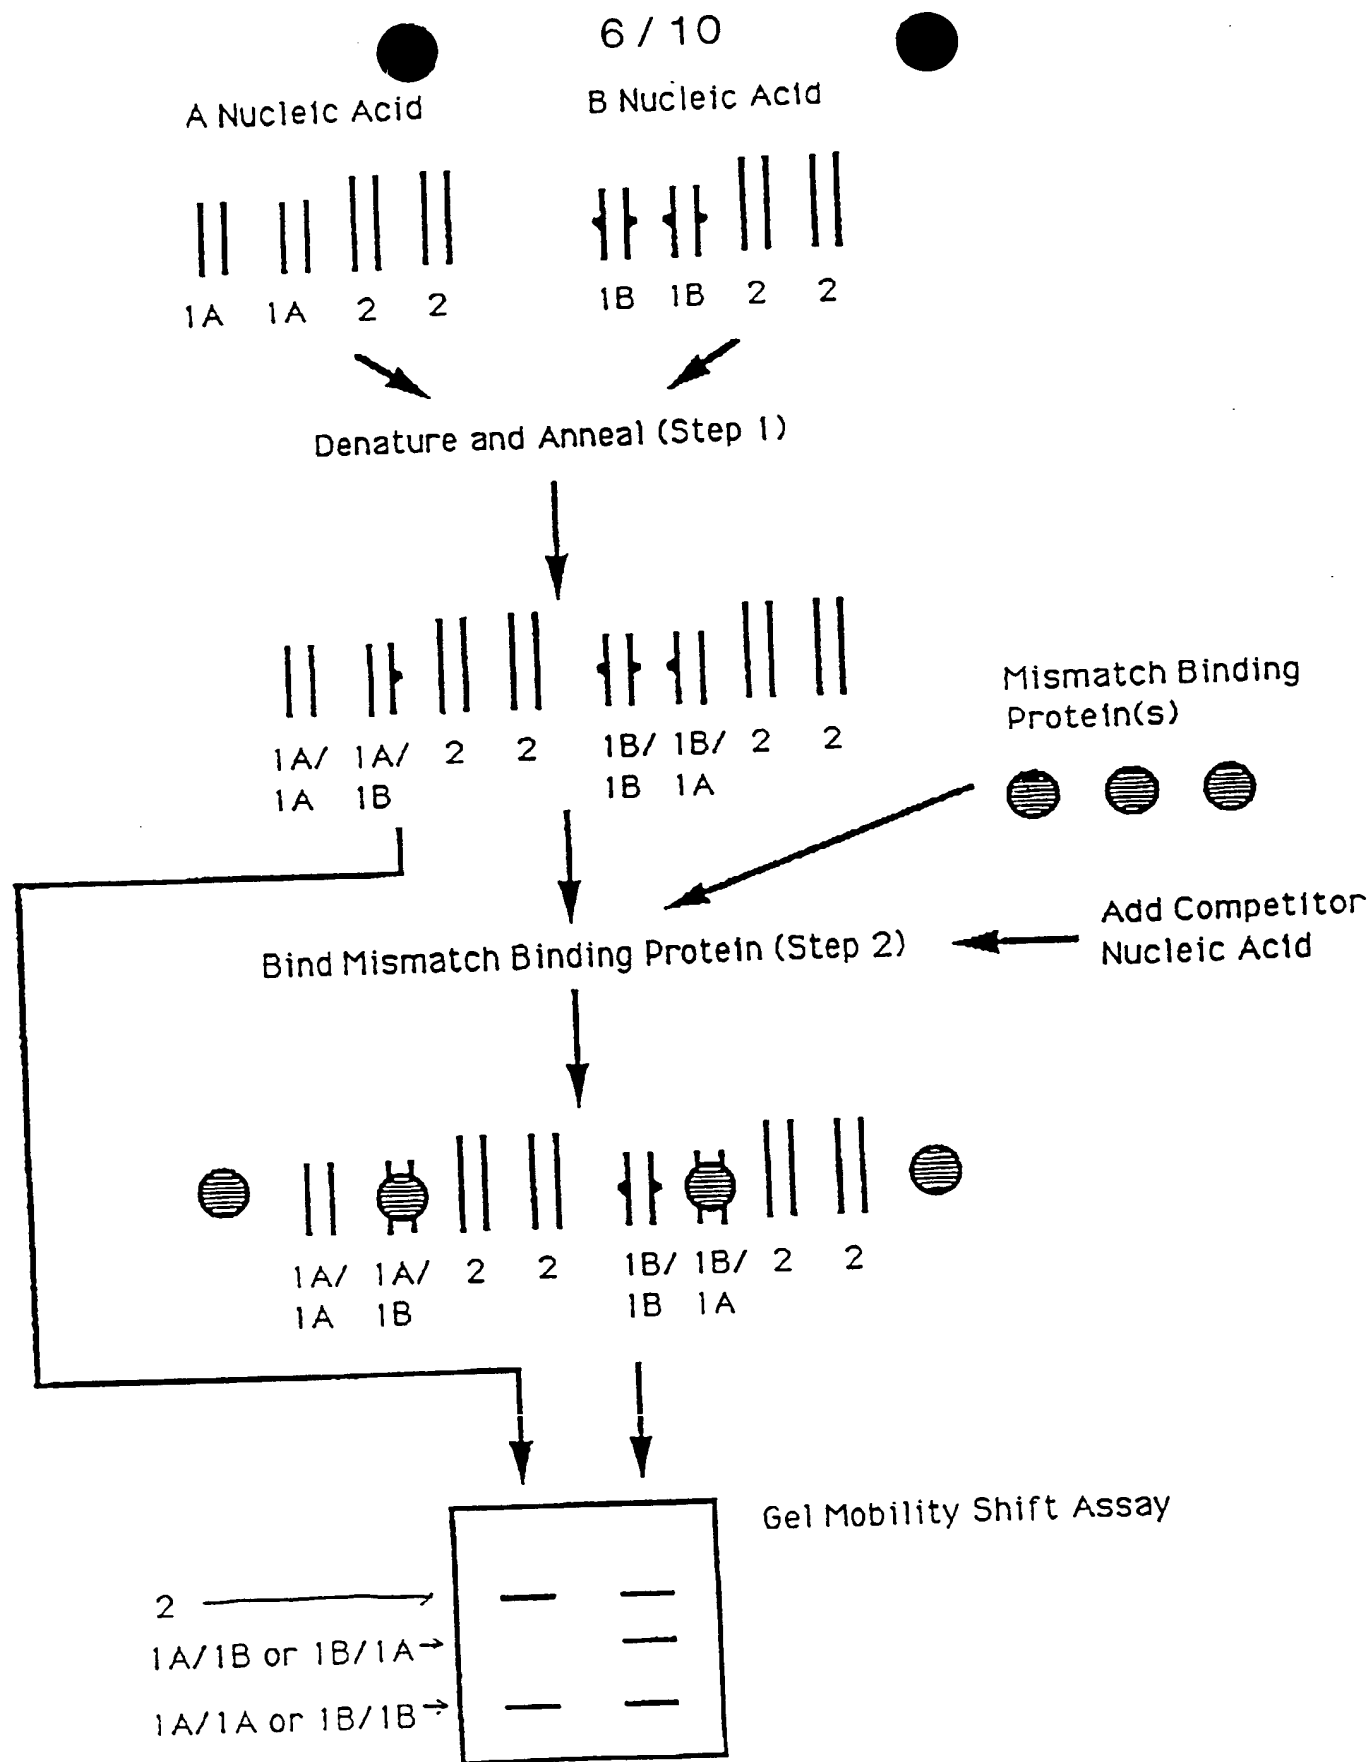 6 / 10
A Nucleic Acid
B Nucleic Acid
1A 1A 2 2
1B 1B 2 2
Denature and Anneal (Step 1)
1A/ 1A/ 2 2 1B/ 1B/ 2 2
1A 1B 1B 1A
Mismatch Binding
Protein(s)
Add Competitor
Nucleic Acid
Bind Mismatch Binding Protein (Step 2)
1A/ 1A/ 2 2 1B/ 1B/ 2 2
1A 1B 1B 1A
Gel Mobility Shift Assay
2
1A/1B or 1B/1A
1A/1A or 1B/1B